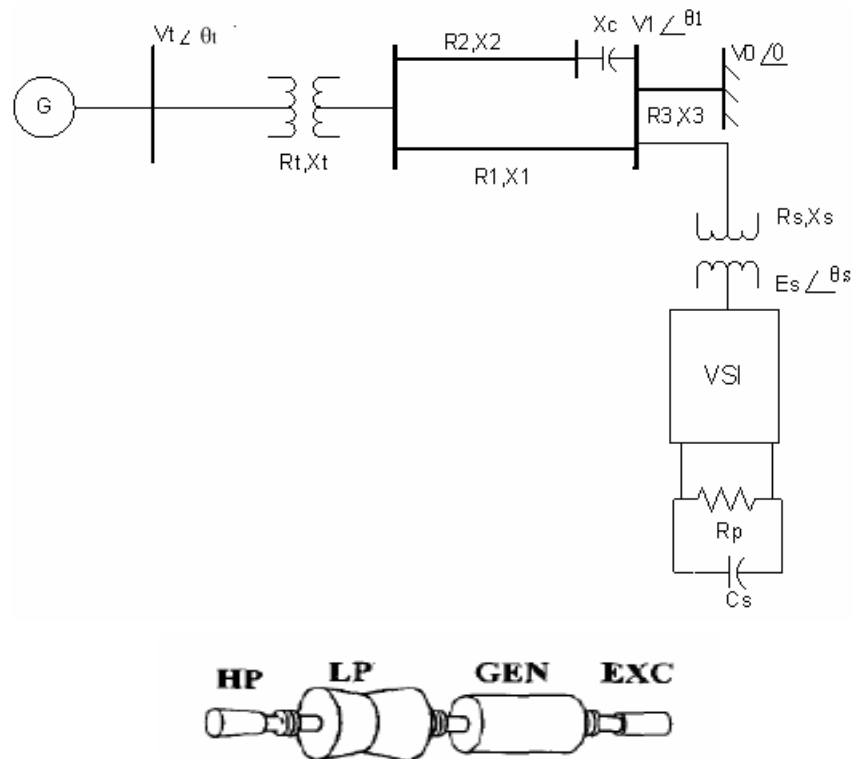 Vt∠θt
Xc
V1∠θ1
V0∠0
R2,X2
G
R3,X3
Rt,Xt
R1,X1
Rs,Xs
Es∠θs
VSI
Rp
Cs
HP LP GEN EXC